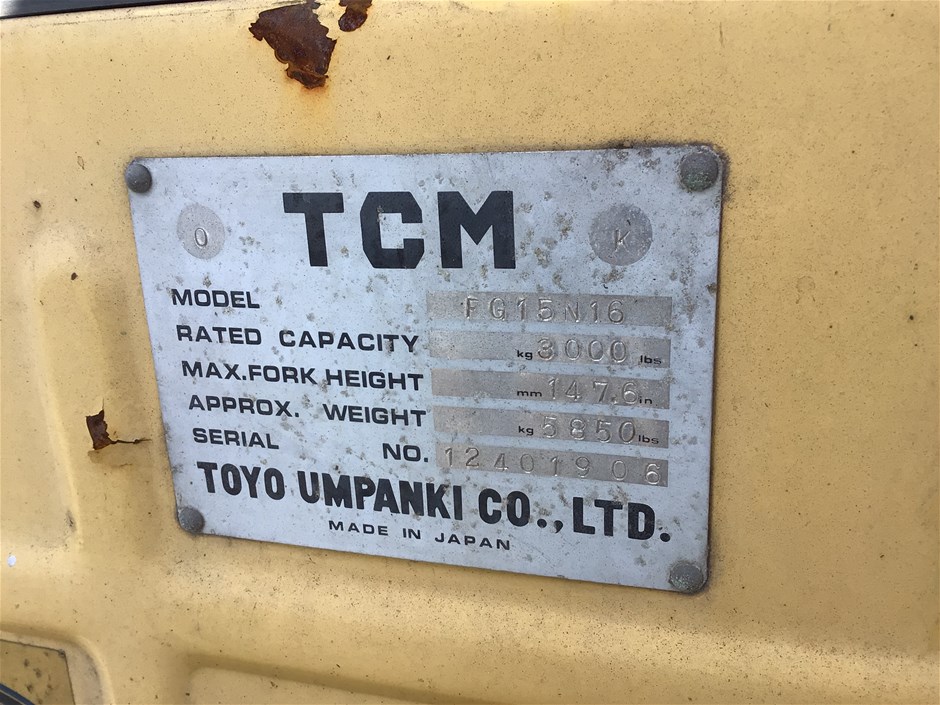 O TCM K
MODEL FG15N16
RATED CAPACITY kg 3000 lbs
MAX.FORK HEIGHT mm 147.6 in
APPROX. WEIGHT kg 5850 lbs
SERIAL NO. 12401906
TOYO UMPANKI CO.,LTD.
MADE IN JAPAN